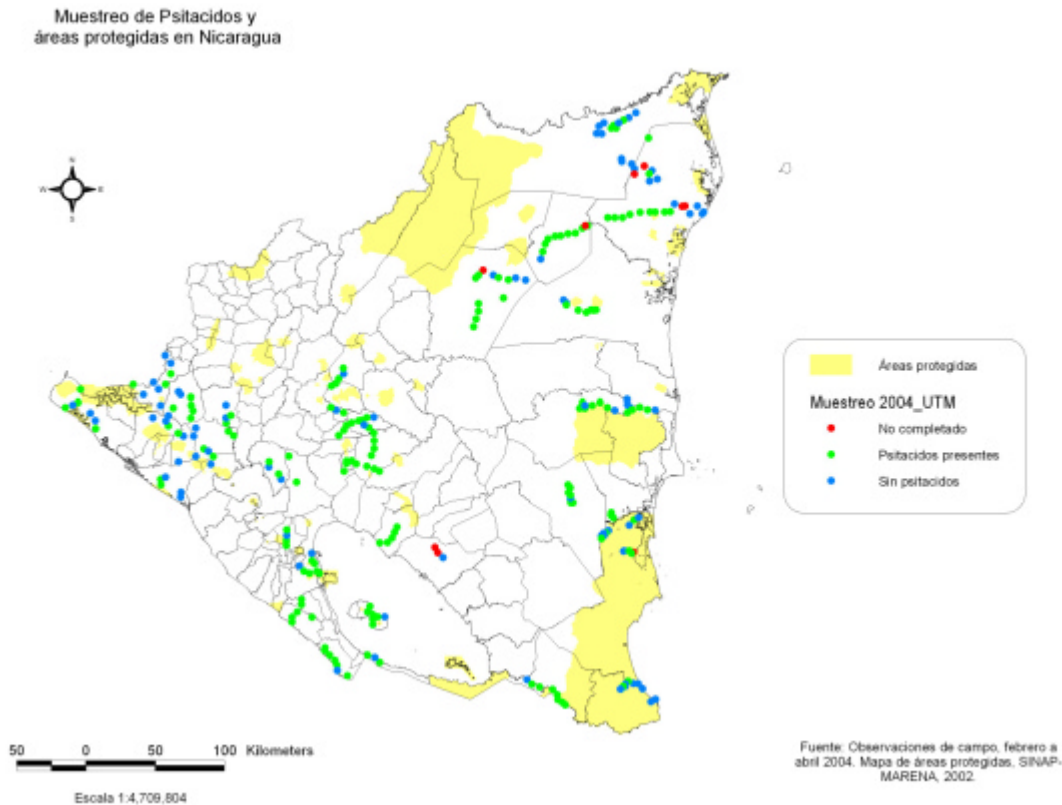 Muestreo de Psitacidos y
áreas protegidas en Nicaragua
N
W
E
S
Áreas protegidas
Muestreo 2004_UTM
No completado
Psitacidos presentes
Sin psitacidos
50 0 50 100 Kilometers
Escala 1:4,709,804
Fuente: Observaciones de campo, febrero a
abril 2004. Mapa de áreas protegidas, SINAP-
MARENA, 2002.